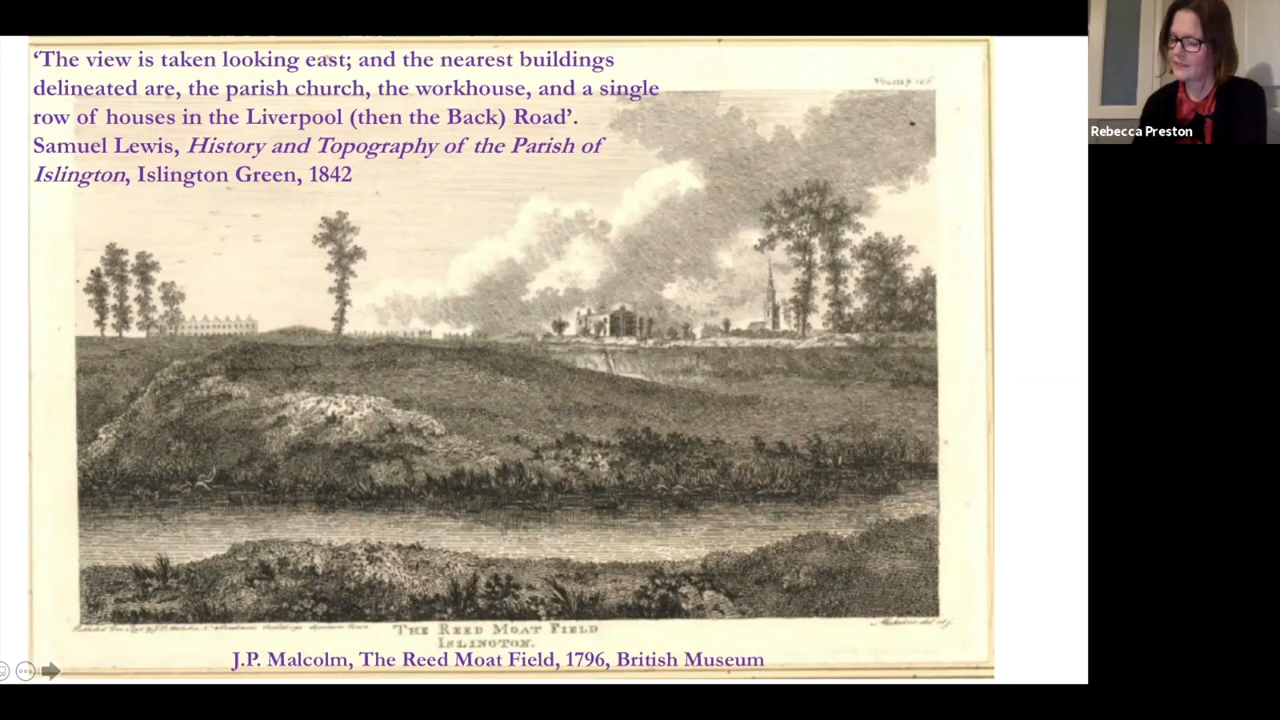 ‘The view is taken looking east; and the nearest buildings
delineated are, the parish church, the workhouse, and a single
row of houses in the Liverpool (then the Back) Road’.
Samuel Lewis, History and Topography of the Parish of
Islington, Islington Green, 1842
Rebecca Preston
THE REED MOAT FIELD
ISLINGTON.
J.P. Malcolm, The Reed Moat Field, 1796, British Museum